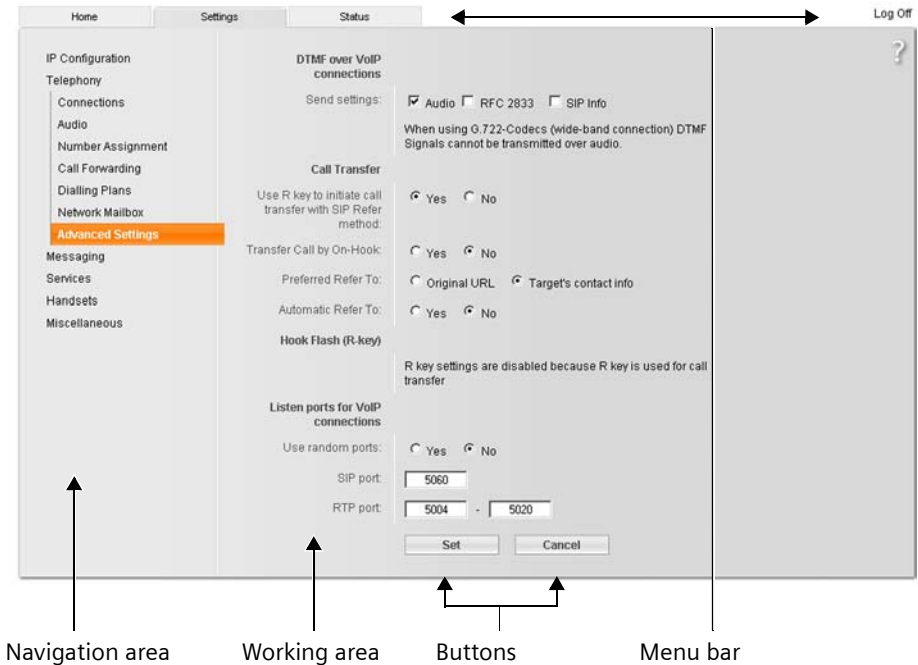 Home Settings Status Log Off
?
IP Configuration
Telephony
Connections
Audio
Number Assignment
Call Forwarding
Dialling Plans
Network Mailbox
Advanced Settings
Messaging
Services
Handsets
Miscellaneous
DTMF over VoIP
connections
Send settings: Audio RFC 2833 SIP Info
When using G.722-Codecs (wide-band connection) DTMF
Signals cannot be transmitted over audio.
Call Transfer
Use R key to initiate call
transfer with SIP Refer
method:
Yes No
Transfer Call by On-Hook: Yes No
Preferred Refer To: Original URL Target's contact info
Automatic Refer To: Yes No
Hook Flash (R-key)
R key settings are disabled because R key is used for call
transfer
Listen ports for VoIP
connections
Use random ports: Yes No
SIP port: 5060
RTP port: 5004 - 5020
Set Cancel
Navigation area Working area Buttons Menu bar